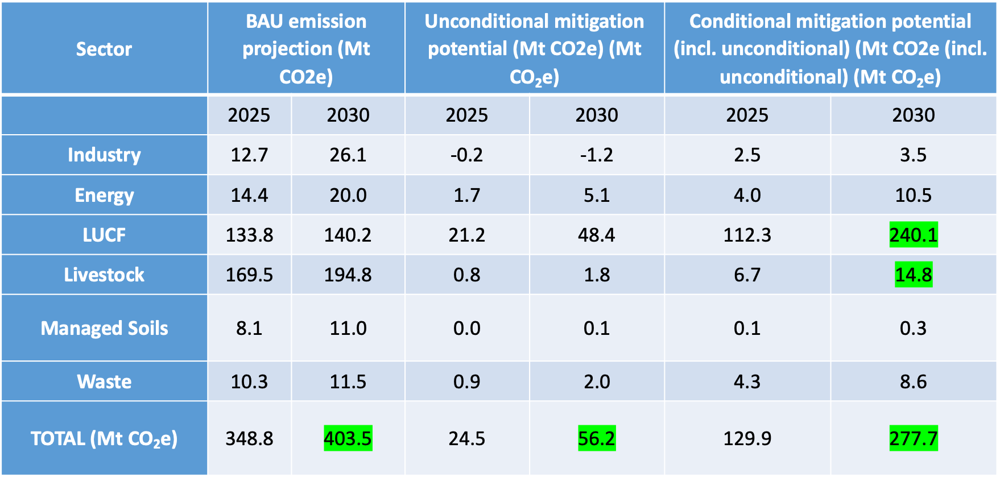 Sector
BAU emission
projection (Mt
CO2e)
Unconditional mitigation
potential (Mt CO2e) (Mt
CO₂e)
Conditional mitigation potential
(incl. unconditional) (Mt CO2e (incl.
unconditional) (Mt CO₂e)
2025 2030 2025 2030 2025 2030
Industry 12.7 26.1 -0.2 -1.2 2.5 3.5
Energy 14.4 20.0 1.7 5.1 4.0 10.5
LUCF 133.8 140.2 21.2 48.4 112.3 240.1
Livestock 169.5 194.8 0.8 1.8 6.7 14.8
Managed Soils 8.1 11.0 0.0 0.1 0.1 0.3
Waste 10.3 11.5 0.9 2.0 4.3 8.6
TOTAL (Mt CO₂e) 348.8 403.5 24.5 56.2 129.9 277.7